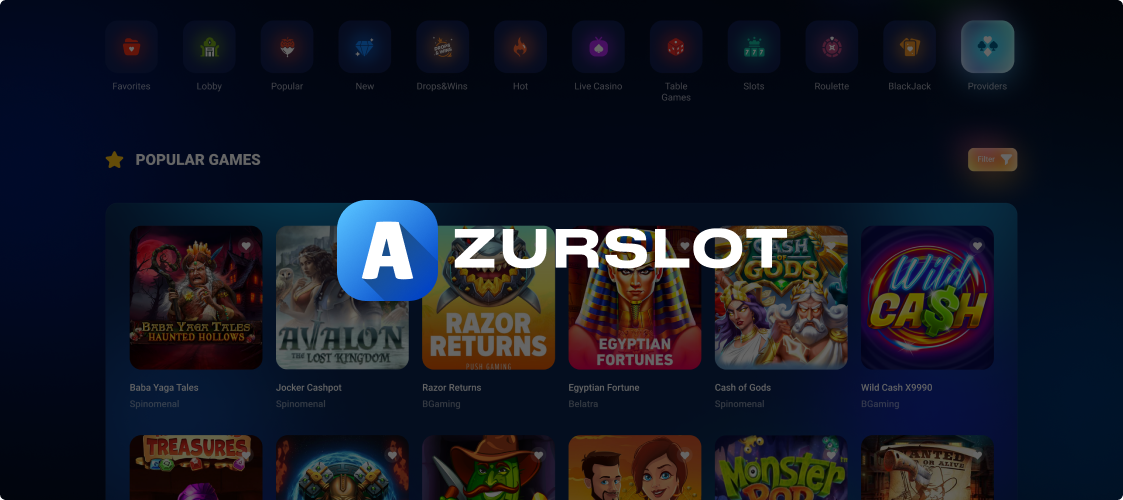 Favorites
Lobby
Popular
New
Drops&Wins
Hot
Live Casino
Table
Games
Slots
Roulette
BlackJack
Providers
DROPS
& WINS
777
POPULAR GAMES
Filter
A ZURSLOT
BABA YAGA TALES
HAUNTED HOLLOWS
AVALON
THE LOST KINGDOM
RAZOR
RETURNS
PUSH GAMING
EGYPTIAN
FORTUNES
CASH
OF
GODS
Wild
CA$H
Baba Yaga Tales
Jocker Cashpot
Razor Returns
Egyptian Fortune
Cash of Gods
Wild Cash X9990
Spinomenal
Spinomenal
BGaming
Belatra
Spinomenal
BGaming
TREASURES
MONSTER
WANTED
OR ALIVE